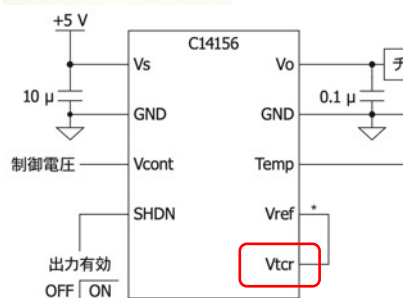 +5 V
C14156
Vs
Vo
チ
10 μ
0.1 μ
GND
GND
制御電圧
Vcont
Temp
SHDN
Vref
*
Vtcr
出力有効
OFF
ON